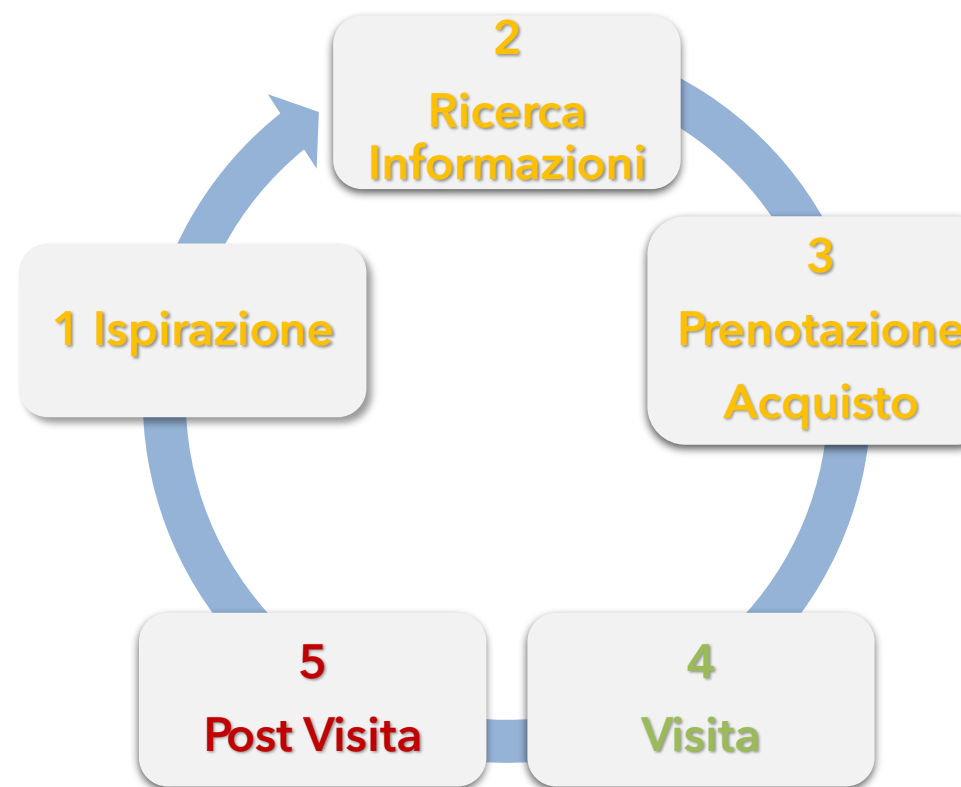 1 Ispirazione
2
Ricerca
Informazioni
3
Prenotazione
Acquisto
4
Visita
5
Post Visita